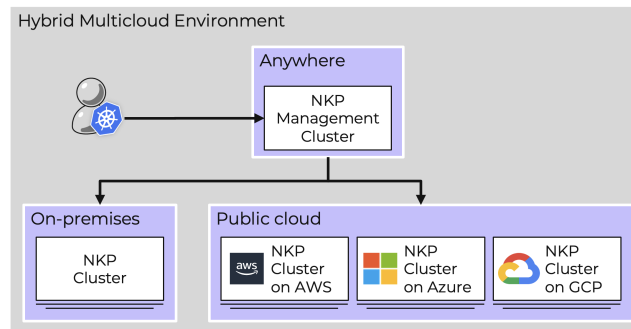 Hybrid Multicloud Environment
Anywhere
NKP
Management
Cluster
On-premises
NKP
Cluster
Public cloud
aws
NKP
Cluster
on AWS
NKP
Cluster
on Azure
NKP
Cluster
on GCP